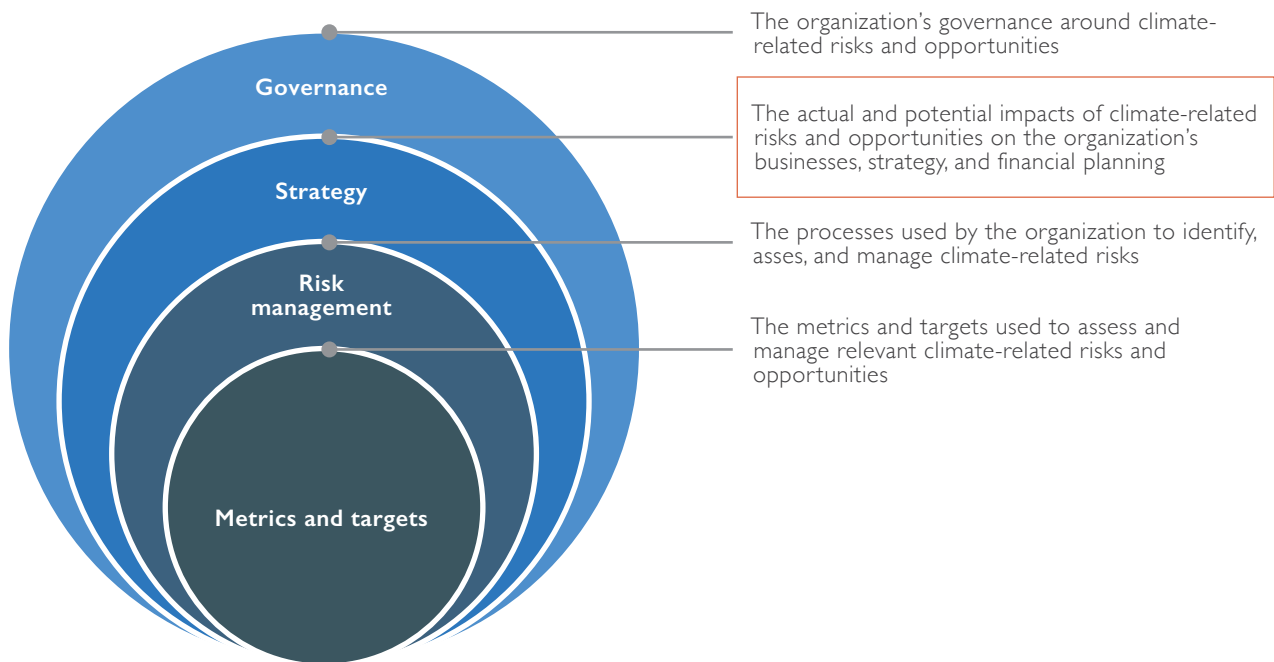 The organization’s governance around climate-
related risks and opportunities
Governance
The actual and potential impacts of climate-related
risks and opportunities on the organization’s
businesses, strategy, and financial planning
Strategy
The processes used by the organization to identify,
asses, and manage climate-related risks
Risk
management
The metrics and targets used to assess and
manage relevant climate-related risks and
opportunities
Metrics and targets